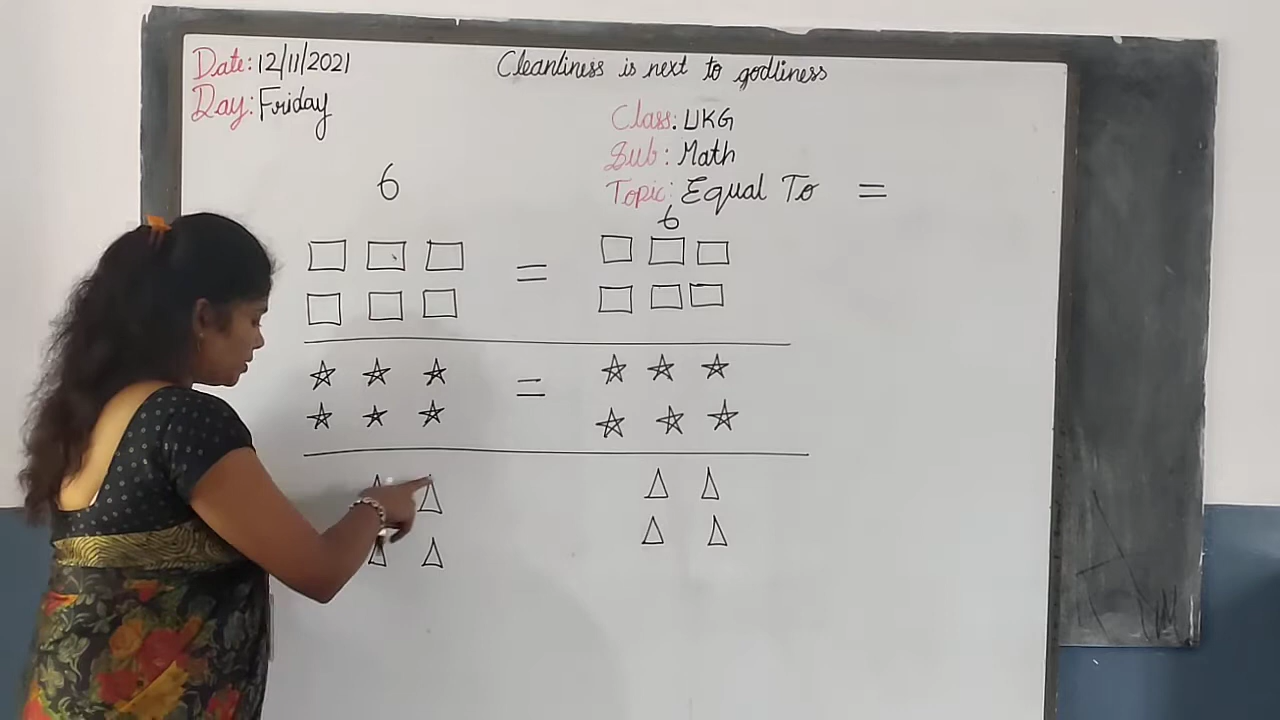 Date: 12/11/2021
Cleanliness is next to godliness
Day: Friday
Class: UKG
Sub: Math
Topic: Equal To =
6
6
=
=